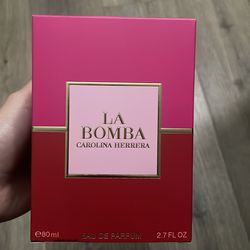 LA
BOMBA
CAROLINA HERRERA
℮80ml EAU DE PARFUM 2.7 FL OZ